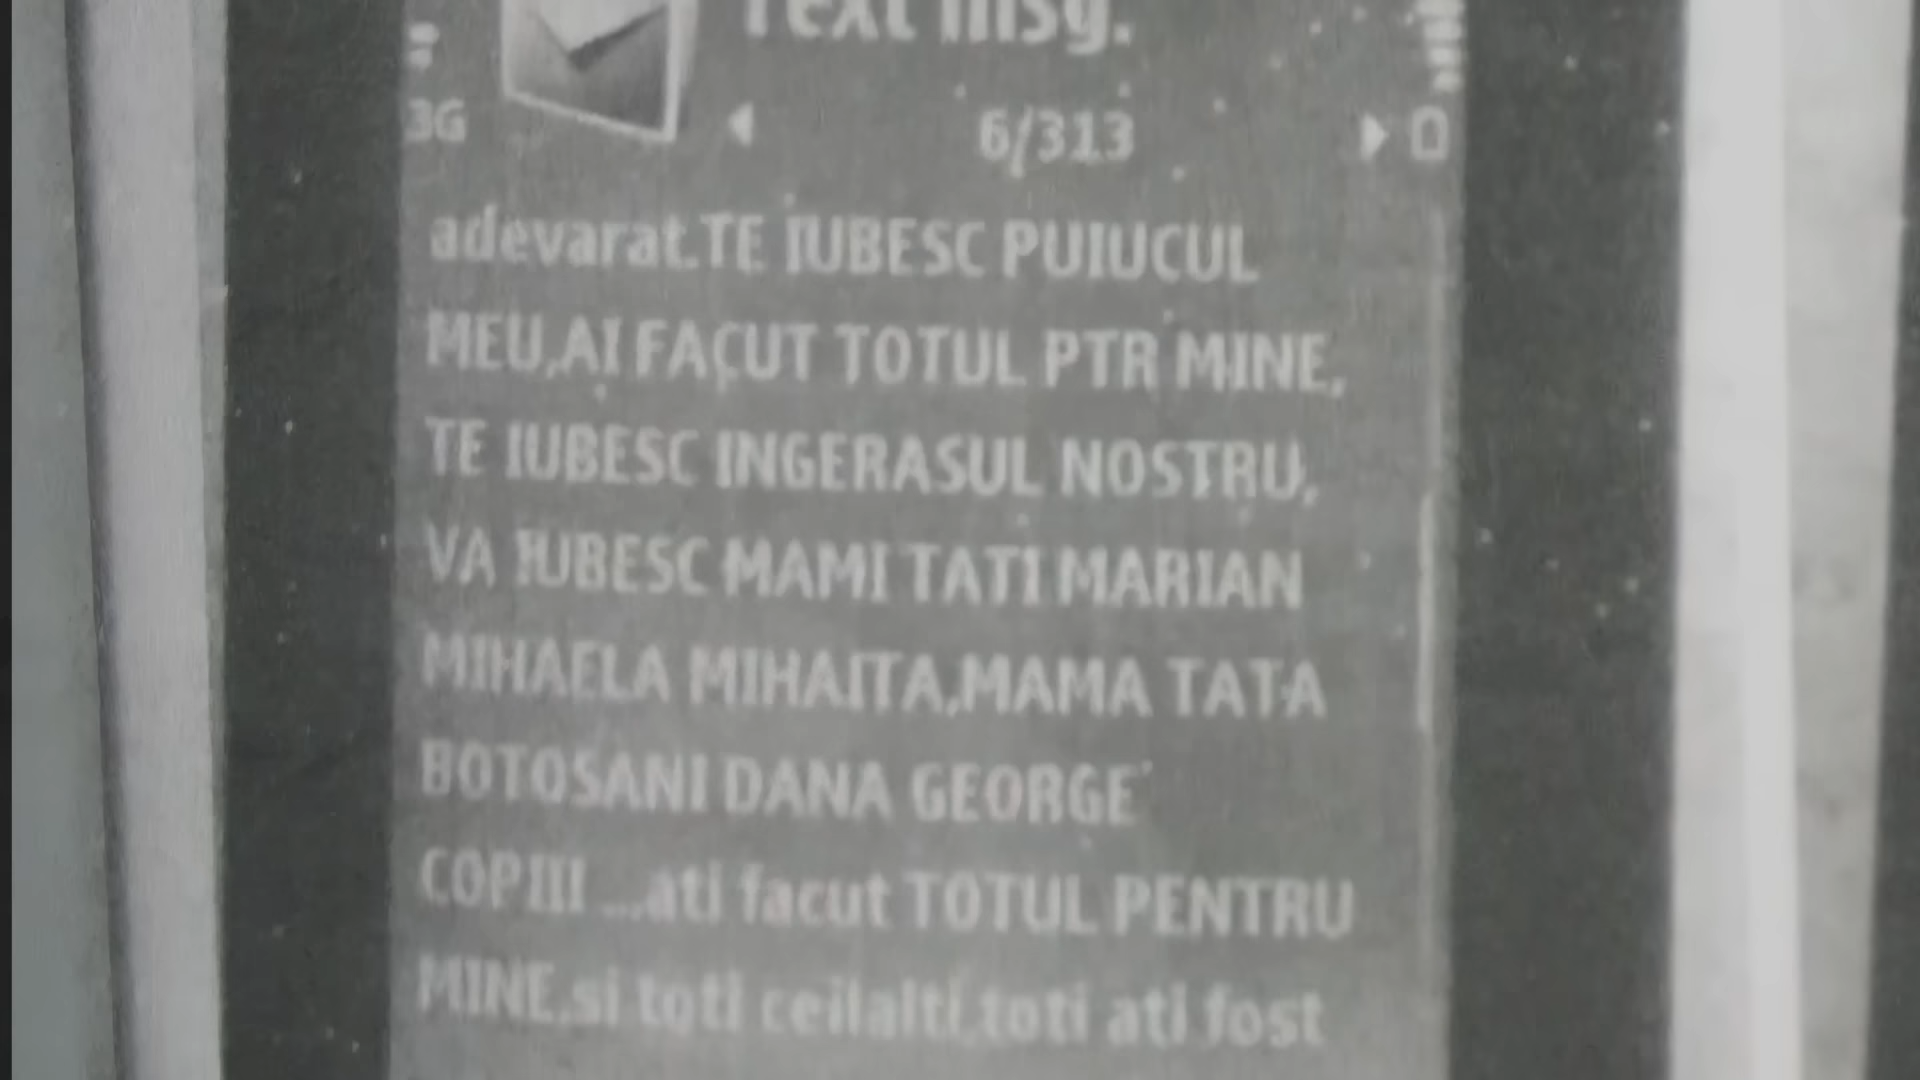 Text msg.
3G
6/313
adevarat.TE IUBESC PUIUCUL
MEU,AI FACUT TOTUL PTR MINE,
TE IUBESC INGERASUL NOSTRU,
VA IUBESC MAMI TATI MARIAN
MIHAELA MIHAITA,MAMA TATA
BOTOSANI DANA GEORGE
COPIII ...ati facut TOTUL PENTRU
MINE,si toti ceilalti,toti ati fost